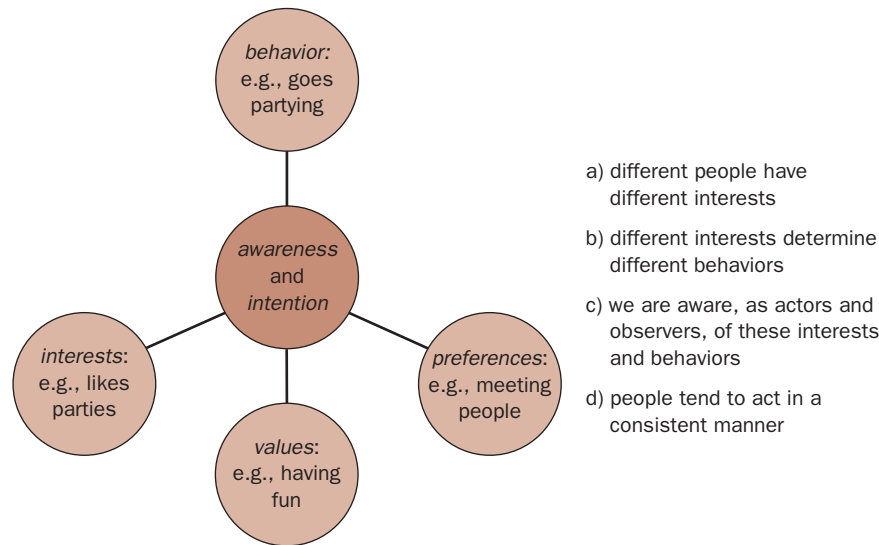 behavior:
e.g., goes
partying
awareness
and
intention
interests:
e.g., likes
parties
values:
e.g., having
fun
preferences:
e.g., meeting
people
a) different people have
different interests
b) different interests determine
different behaviors
c) we are aware, as actors and
observers, of these interests
and behaviors
d) people tend to act in a
consistent manner